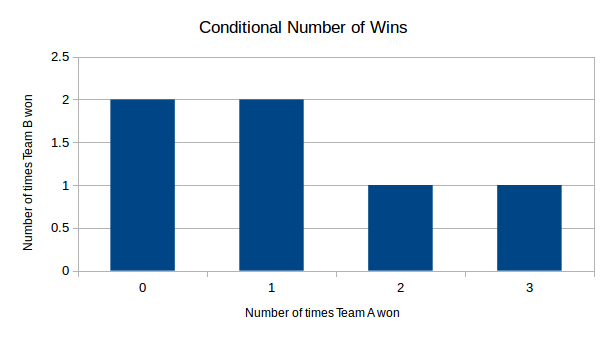 Conditional Number of Wins
2.5
2
1.5
1
0.5
0
Number of times Team B won
0 1 2 3
Number of times Team A won